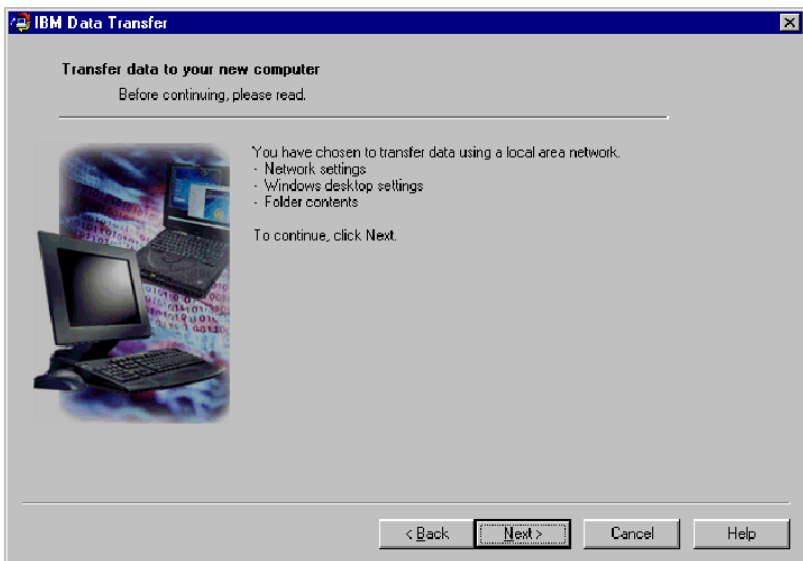 IBM Data Transfer
Transfer data to your new computer
Before continuing, please read.
You have chosen to transfer data using a local area network.
- Network settings
- Windows desktop settings
- Folder contents
To continue, click Next.
< Back
Next >
Cancel
Help